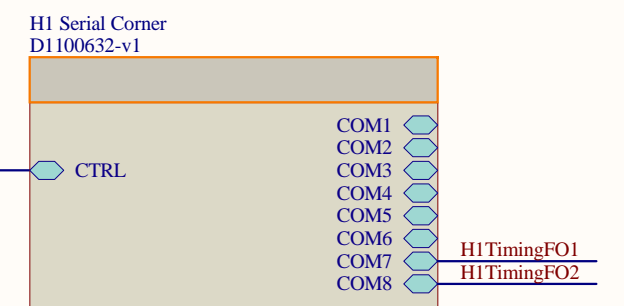 H1 Serial Corner
D1100632-v1
COM1
COM2
CTRL
COM3
COM4
COM5
COM6
COM7
H1TimingFO1
COM8
H1TimingFO2